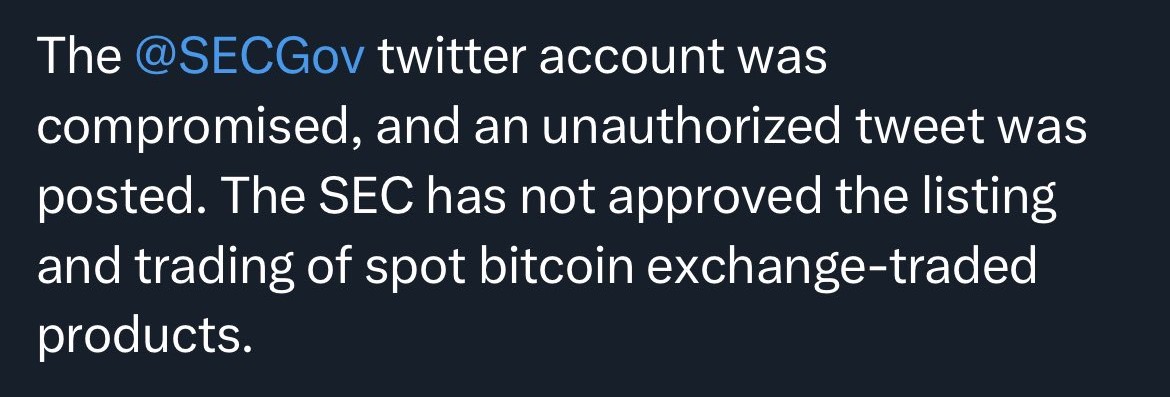 The @SECGov twitter account was
compromised, and an unauthorized tweet was
posted. The SEC has not approved the listing
and trading of spot bitcoin exchange-traded
products.